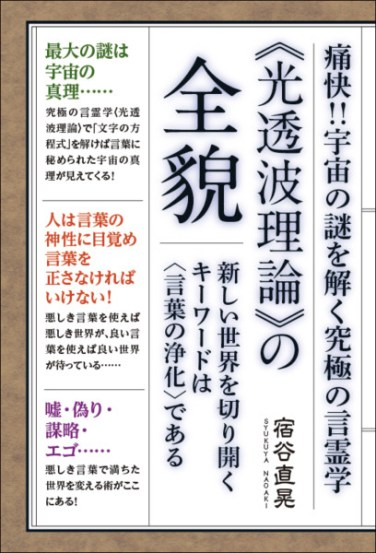 痛快!!宇宙の謎を解く究極の言霊学
《光透波理論》の
全貌
新しい世界を切り開く
キーワードは
〈言葉の浄化〉である
宿谷直晃
SYUKUYA NAOAKI
最大の謎は
宇宙の
真理……
究極の言霊学〈光透
波理論〉で「文字の方
程式」を解けば言葉に
秘められた宇宙の真
理が見えてくる!
人は言葉の
神性に目覚め
言葉を
正さなければ
いけない!
悪しき言葉を使えば
悪しき世界が、良い言
葉を使えば良い世界
が待っている……
嘘・偽り・
謀略・
エゴ……
悪しき言葉で満ちた
世界を変える術がここ
にある!